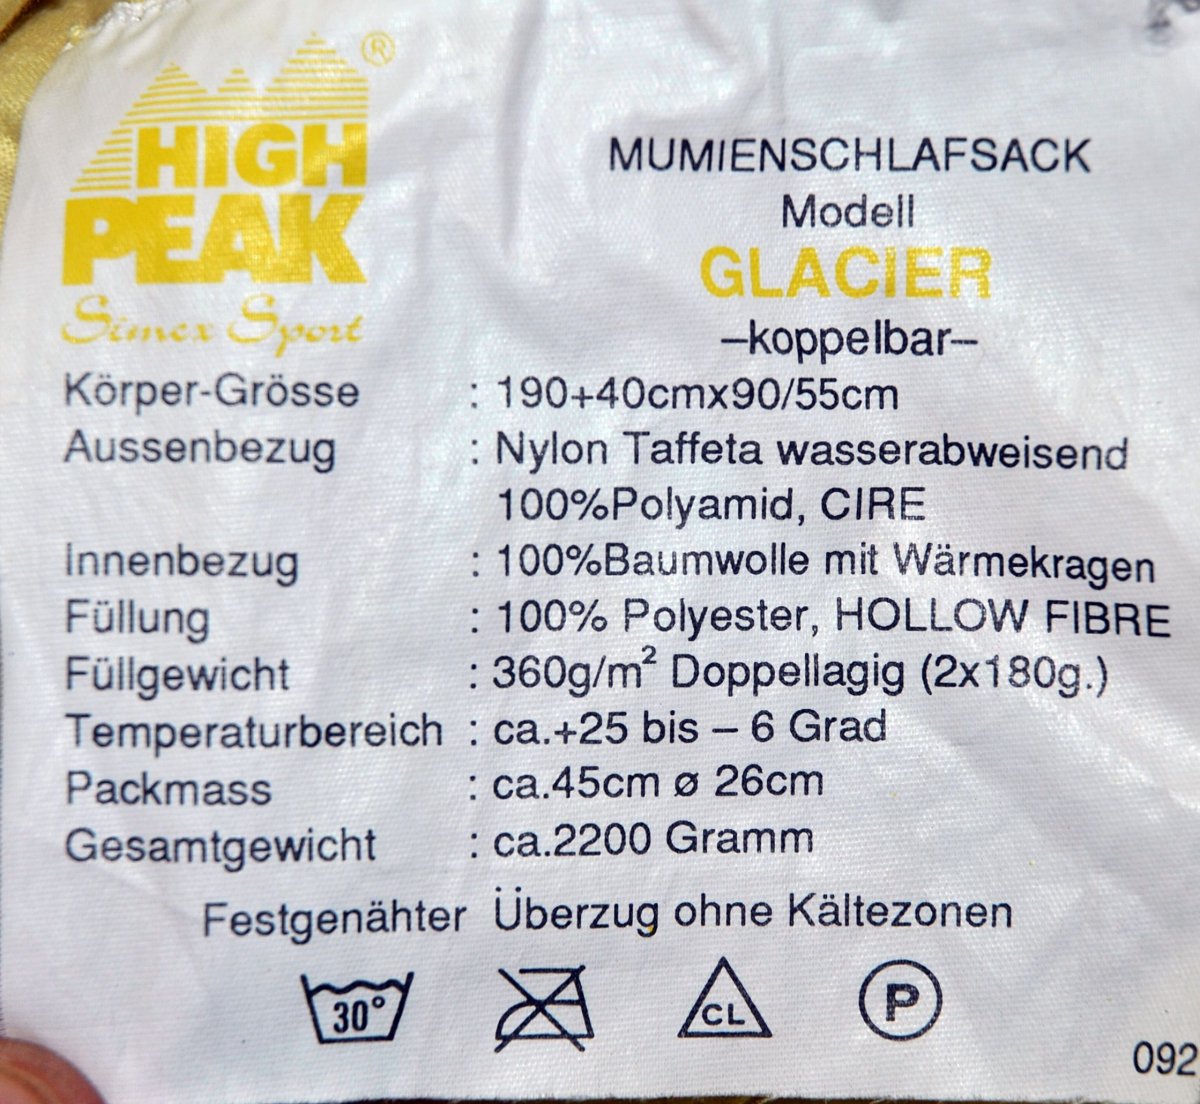 HIGH ®
PEAK
Simex Sport
MUMIENSCHLAFSACK
Modell
GLACIER
–koppelbar–
Körper-Grösse : 190+40cmx90/55cm
Aussenbezug : Nylon Taffeta wasserabweisend
100%Polyamid, CIRE
Innenbezug : 100%Baumwolle mit Wärmekragen
Füllung : 100% Polyester, HOLLOW FIBRE
Füllgewicht : 360g/m² Doppellagig (2x180g.)
Temperaturbereich : ca.+25 bis – 6 Grad
Packmass : ca.45cm ø 26cm
Gesamtgewicht : ca.2200 Gramm
Festgenähter Überzug ohne Kältezonen
30° CL P
092